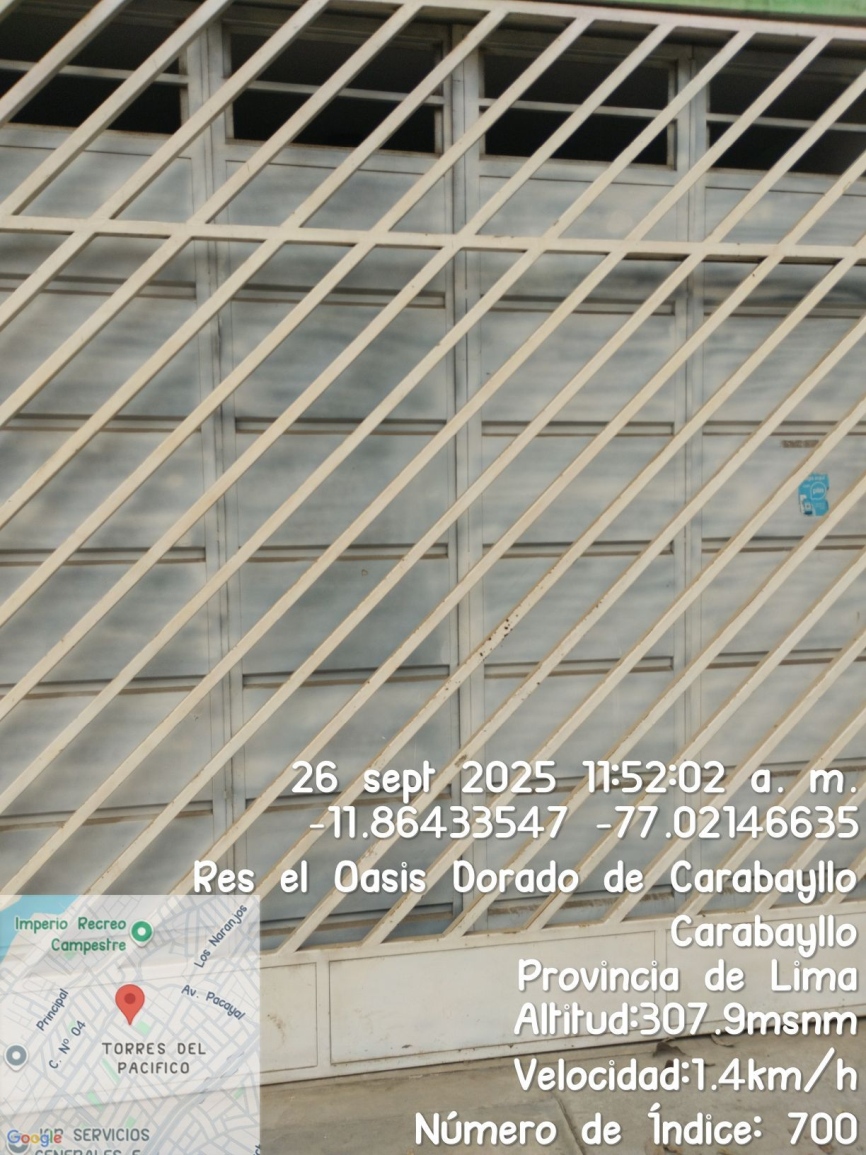 26 sept 2025 11:52:02 a. m.
-11.86433547 -77.02146635
Res el Oasis Dorado de Carabayllo
Carabayllo
Provincia de Lima
Altitud:307.9msnm
Velocidad:1.4km/h
Número de Índice: 700
Imperio Recreo
Campestre
Los Naranjos
Av. Pacayal
Principal
C. Nº 04
TORRES DEL
PACIFICO
Google
SERVICIOS
GENERALES